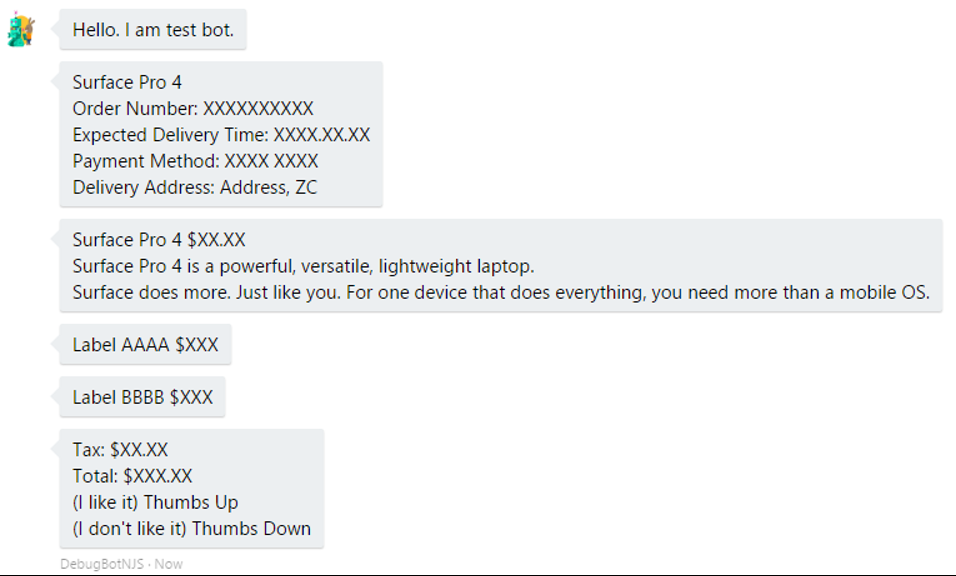 Hello. I am test bot.
Surface Pro 4
Order Number: XXXXXXXXXX
Expected Delivery Time: XXXX.XX.XX
Payment Method: XXXX XXXX
Delivery Address: Address, ZC
Surface Pro 4 $XX.XX
Surface Pro 4 is a powerful, versatile, lightweight laptop.
Surface does more. Just like you. For one device that does everything, you need more than a mobile OS.
Label AAAA $XXX
Label BBBB $XXX
Tax: $XX.XX
Total: $XXX.XX
(I like it) Thumbs Up
(I don't like it) Thumbs Down
DebugBotNJS · Now